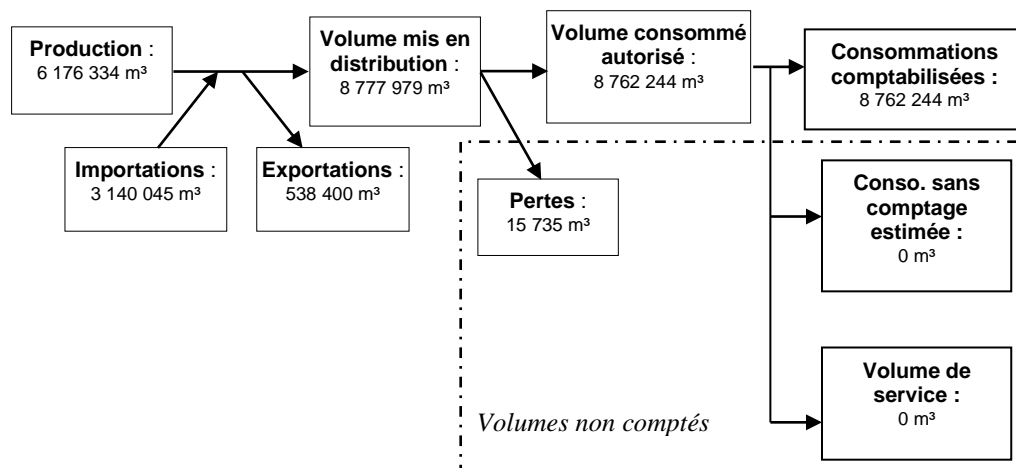 Production :
6 176 334 m³
Volume mis en
distribution :
8 777 979 m³
Volume consommé
autorisé :
8 762 244 m³
Consommations
comptabilisées :
8 762 244 m³
Importations :
3 140 045 m³
Exportations :
538 400 m³
Pertes :
15 735 m³
Conso. sans
comptage
estimée :
0 m³
Volume de
service :
0 m³
Volumes non comptés